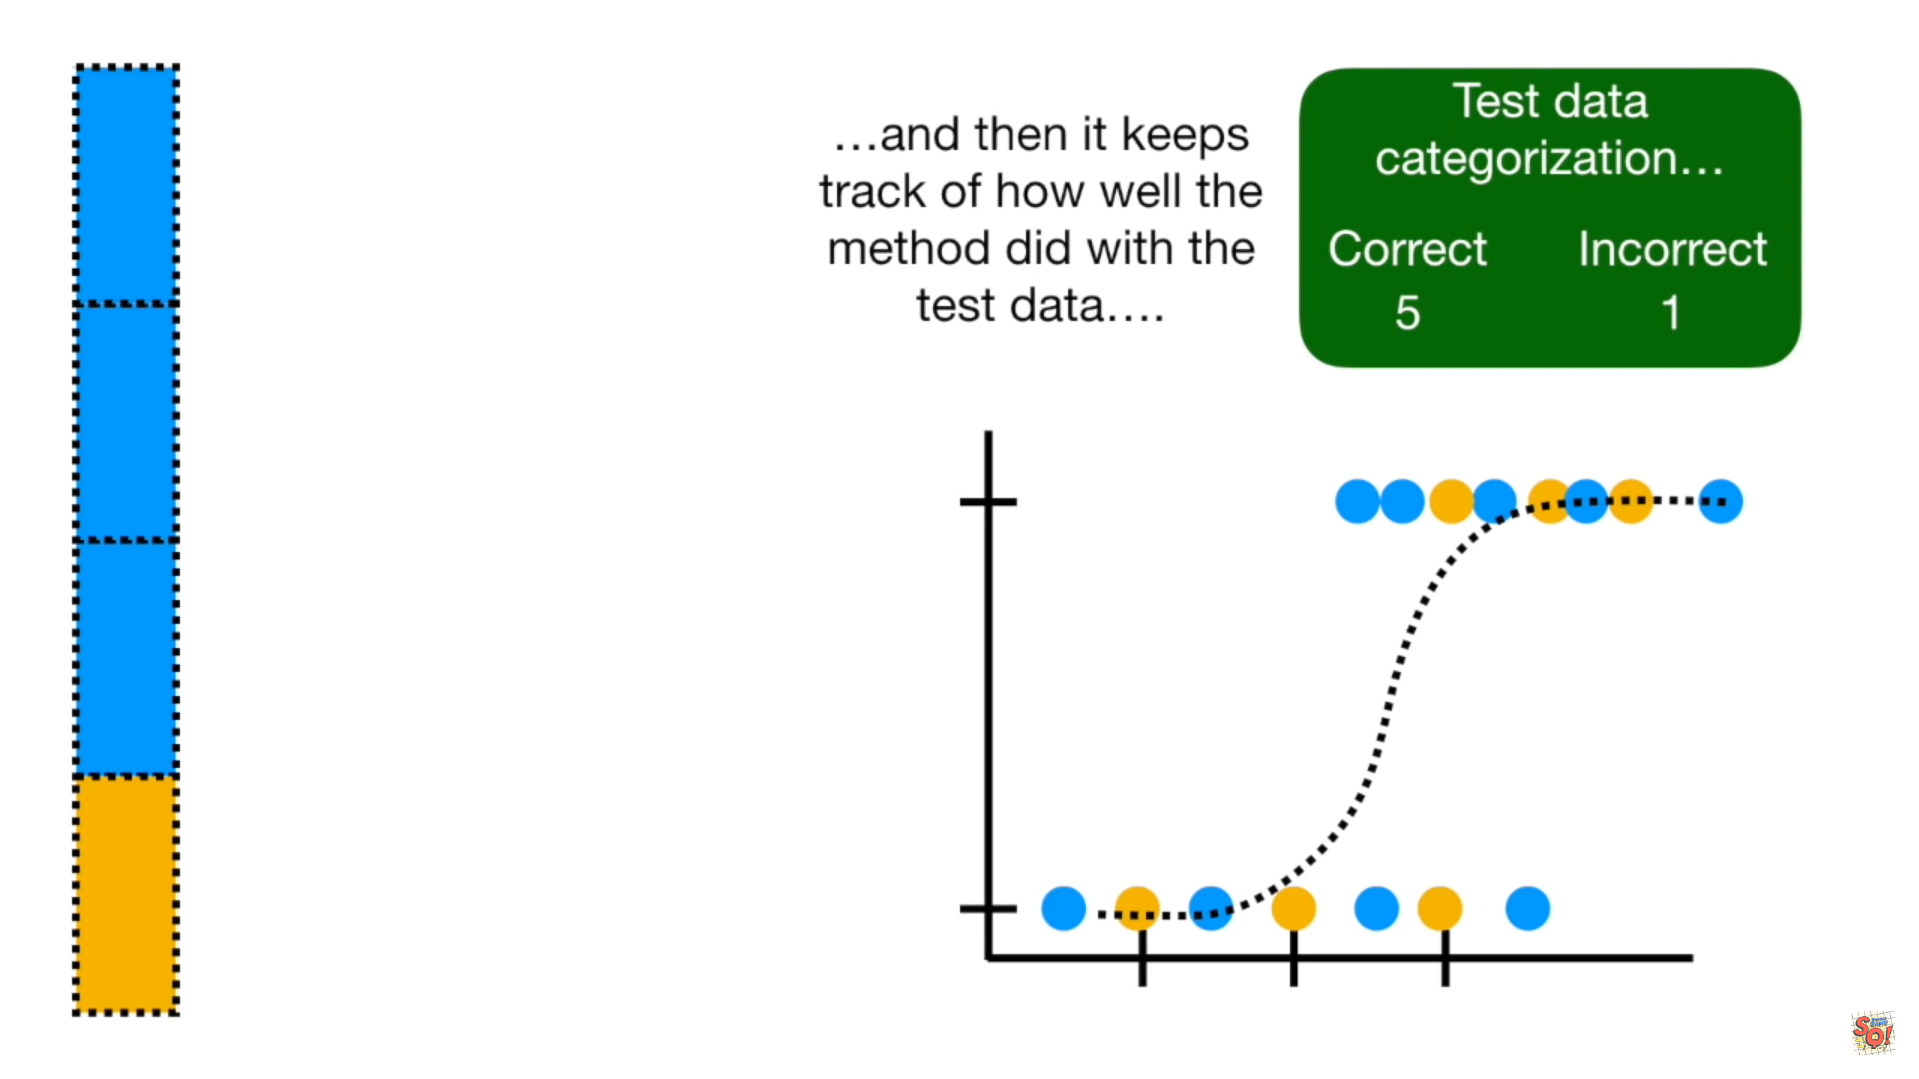 …and then it keeps
track of how well the
method did with the
test data….
Test data
categorization…
Correct Incorrect
5 1
SQ!